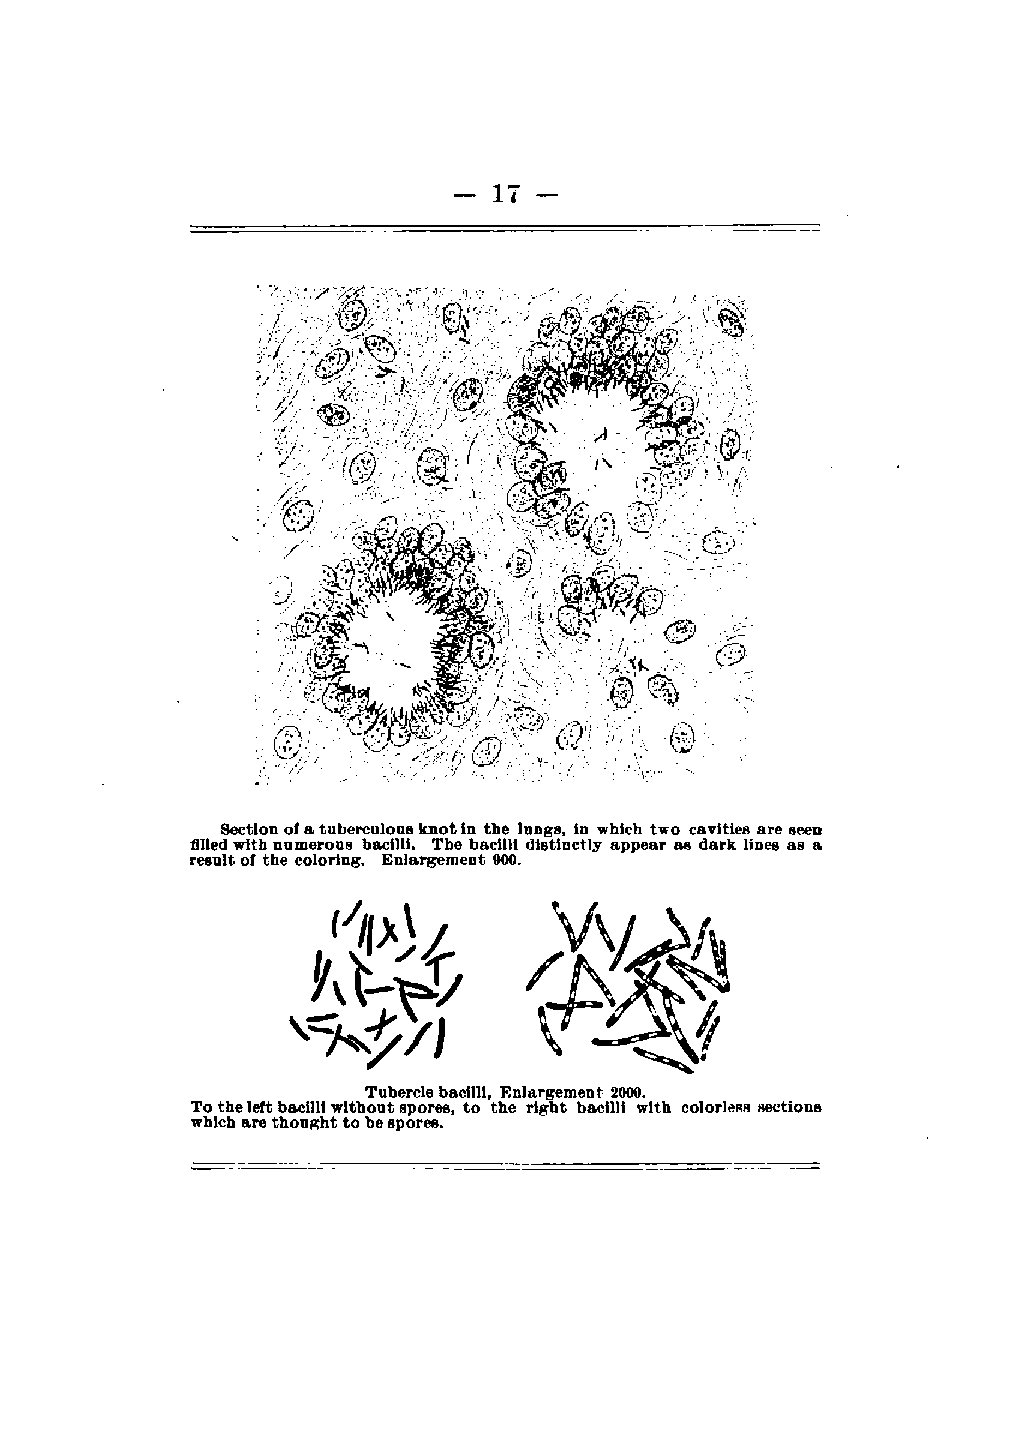 — 17 —
Section of a tuberculous knot in the lungs, in which two cavities are seen
filled with numerous bacilli. The bacilli distinctly appear as dark lines as a
result of the coloring. Enlargement 900.
Tubercle bacilli, Enlargement 2000.
To the left bacilli without spores, to the right bacilli with colorless sections
which are thought to be spores.